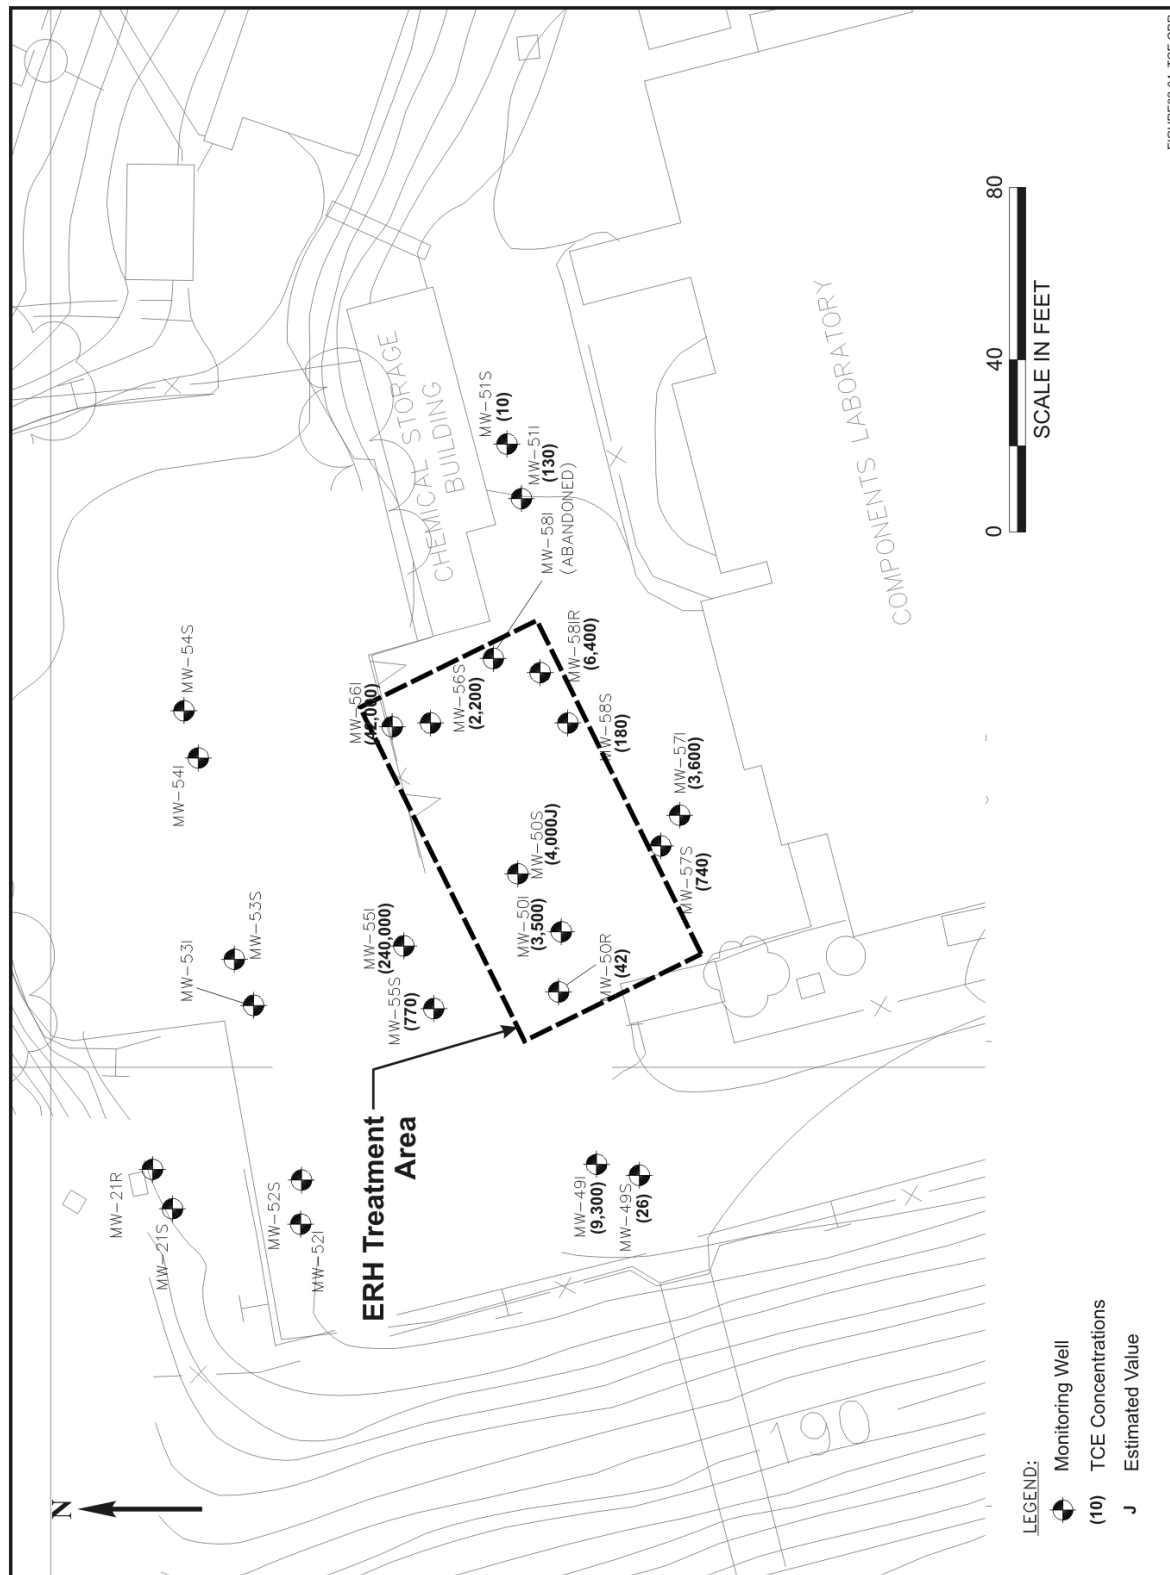 N
MW-21R
MW-21S
MW-52S
MW-52I
MW-53I
MW-53S
MW-54I
MW-54S
ERH Treatment
Area
MW-55S
(770)
MW-55I
(240,000)
MW-56I
(42,000)
MW-56S
(2,200)
CHEMICAL STORAGE
BUILDING
MW-51S
(10)
MW-51I
(130)
MW-58I
(ABANDONED)
MW-58IR
(6,400)
MW-58S
(180)
MW-50S
(4,000J)
MW-50I
(3,500)
MW-50R
(42)
MW-57I
(3,600)
MW-57S
(740)
MW-49I
(9,300)
MW-49S
(26)
COMPONENTS LABORATORY
190
LEGEND:
Monitoring Well
(10) TCE Concentrations
J Estimated Value
0 40 80
SCALE IN FEET